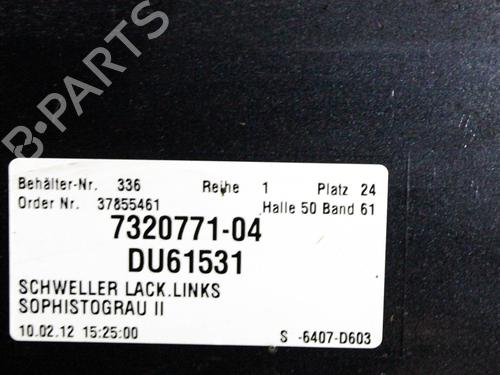 B-PARTS
Behälter-Nr. 336 Reihe 1 Platz 24
Order Nr. 37855461 Halle 50 Band 61
7320771-04
DU61531
SCHWELLER LACK.LINKS
SOPHISTOGRAU II
10.02.12 15:25:00 S -6407-D603